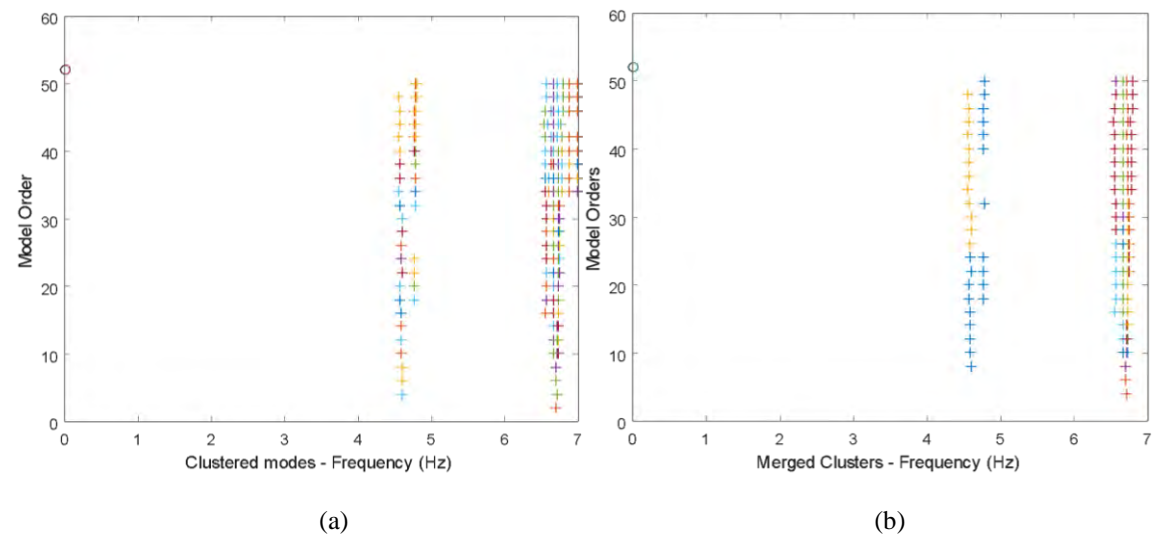 60
50
40
30
20
10
0
Model Order
0 1 2 3 4 5 6 7
Clustered modes - Frequency (Hz)
(a)
60
50
40
30
20
10
0
Model Orders
0 1 2 3 4 5 6 7
Merged Clusters - Frequency (Hz)
(b)